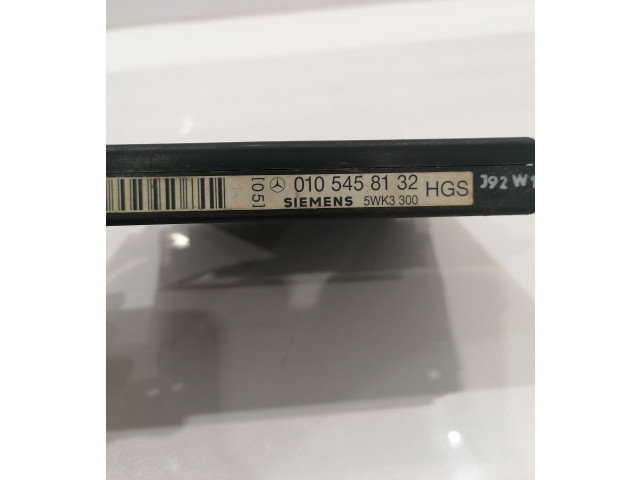 [05]
010 545 81 32 HGS
SIEMENS 5WK3 300
J92 W